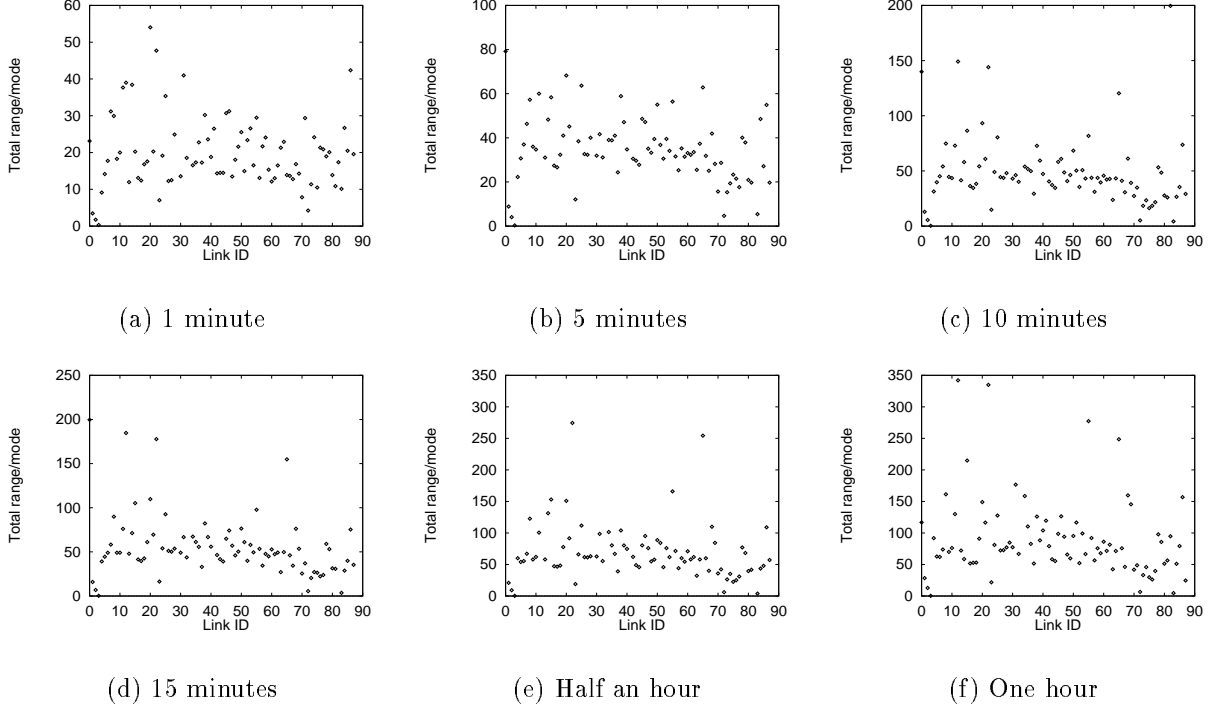 60
50
40
30
20
10
0
Total range/mode
0 10 20 30 40 50 60 70 80 90
Link ID
(a) 1 minute
100
80
60
40
20
0
Total range/mode
0 10 20 30 40 50 60 70 80 90
Link ID
(b) 5 minutes
200
150
100
50
0
Total range/mode
0 10 20 30 40 50 60 70 80 90
Link ID
(c) 10 minutes
250
200
150
100
50
0
Total range/mode
0 10 20 30 40 50 60 70 80 90
Link ID
(d) 15 minutes
350
300
250
200
150
100
50
0
Total range/mode
0 10 20 30 40 50 60 70 80 90
Link ID
(e) Half an hour
350
300
250
200
150
100
50
0
Total range/mode
0 10 20 30 40 50 60 70 80 90
Link ID
(f) One hour